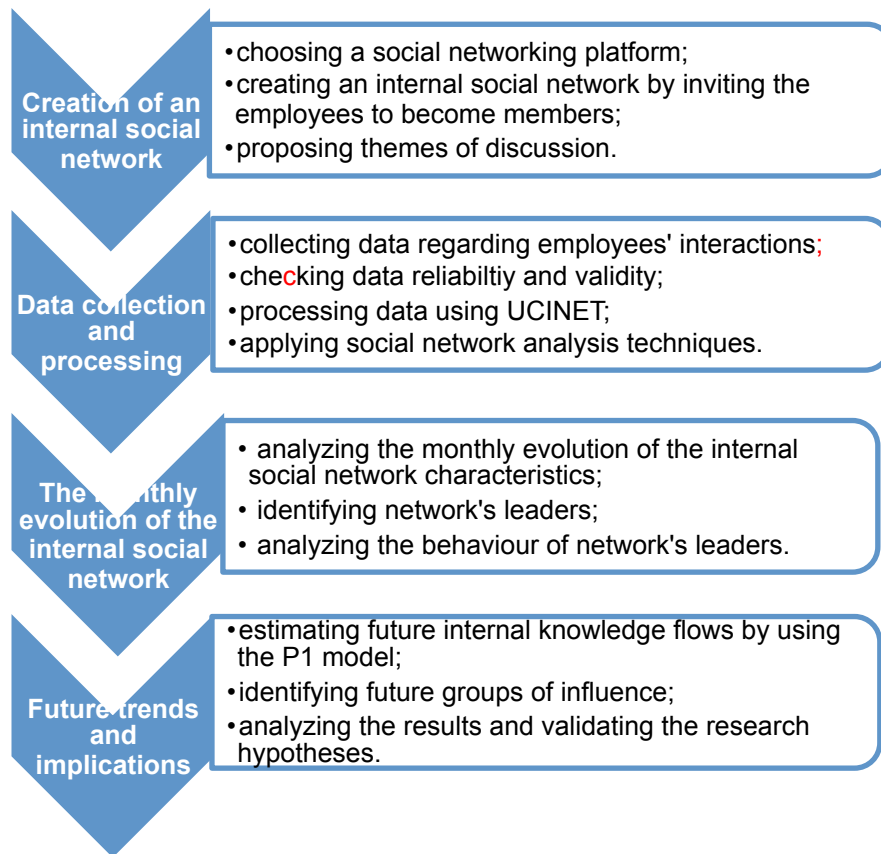 Creation of an
internal social
network
•choosing a social networking platform;
•creating an internal social network by inviting the
employees to become members;
•proposing themes of discussion.
Data collection
and
processing
•collecting data regarding employees' interactions;
•checking data reliabiltiy and validity;
•processing data using UCINET;
•applying social network analysis techniques.
The monthly
evolution of the
internal social
network
• analyzing the monthly evolution of the internal
social network characteristics;
• identifying network's leaders;
• analyzing the behaviour of network's leaders.
Future trends
and
implications
•estimating future internal knowledge flows by using
the P1 model;
•identifying future groups of influence;
•analyzing the results and validating the research
hypotheses.